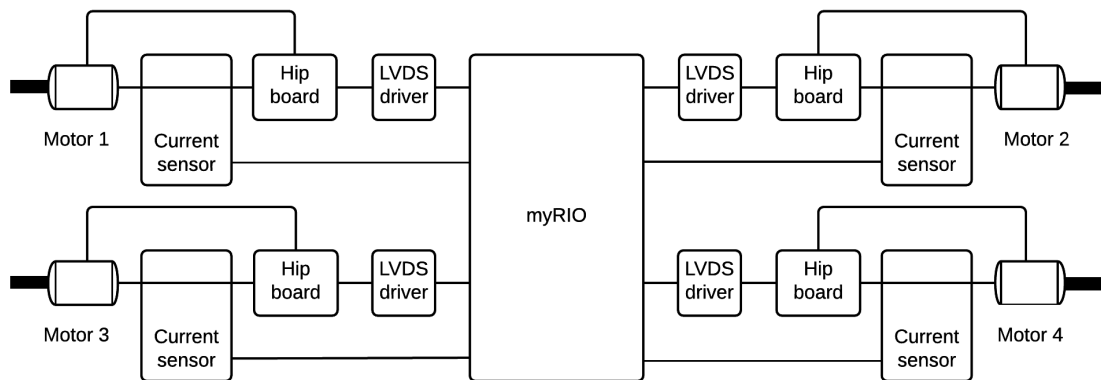 Hip
board
LVDS
driver
Motor 1
Current
sensor
LVDS
driver
Hip
board
Current
sensor
Motor 2
myRIO
Hip
board
LVDS
driver
Motor 3
Current
sensor
LVDS
driver
Hip
board
Current
sensor
Motor 4